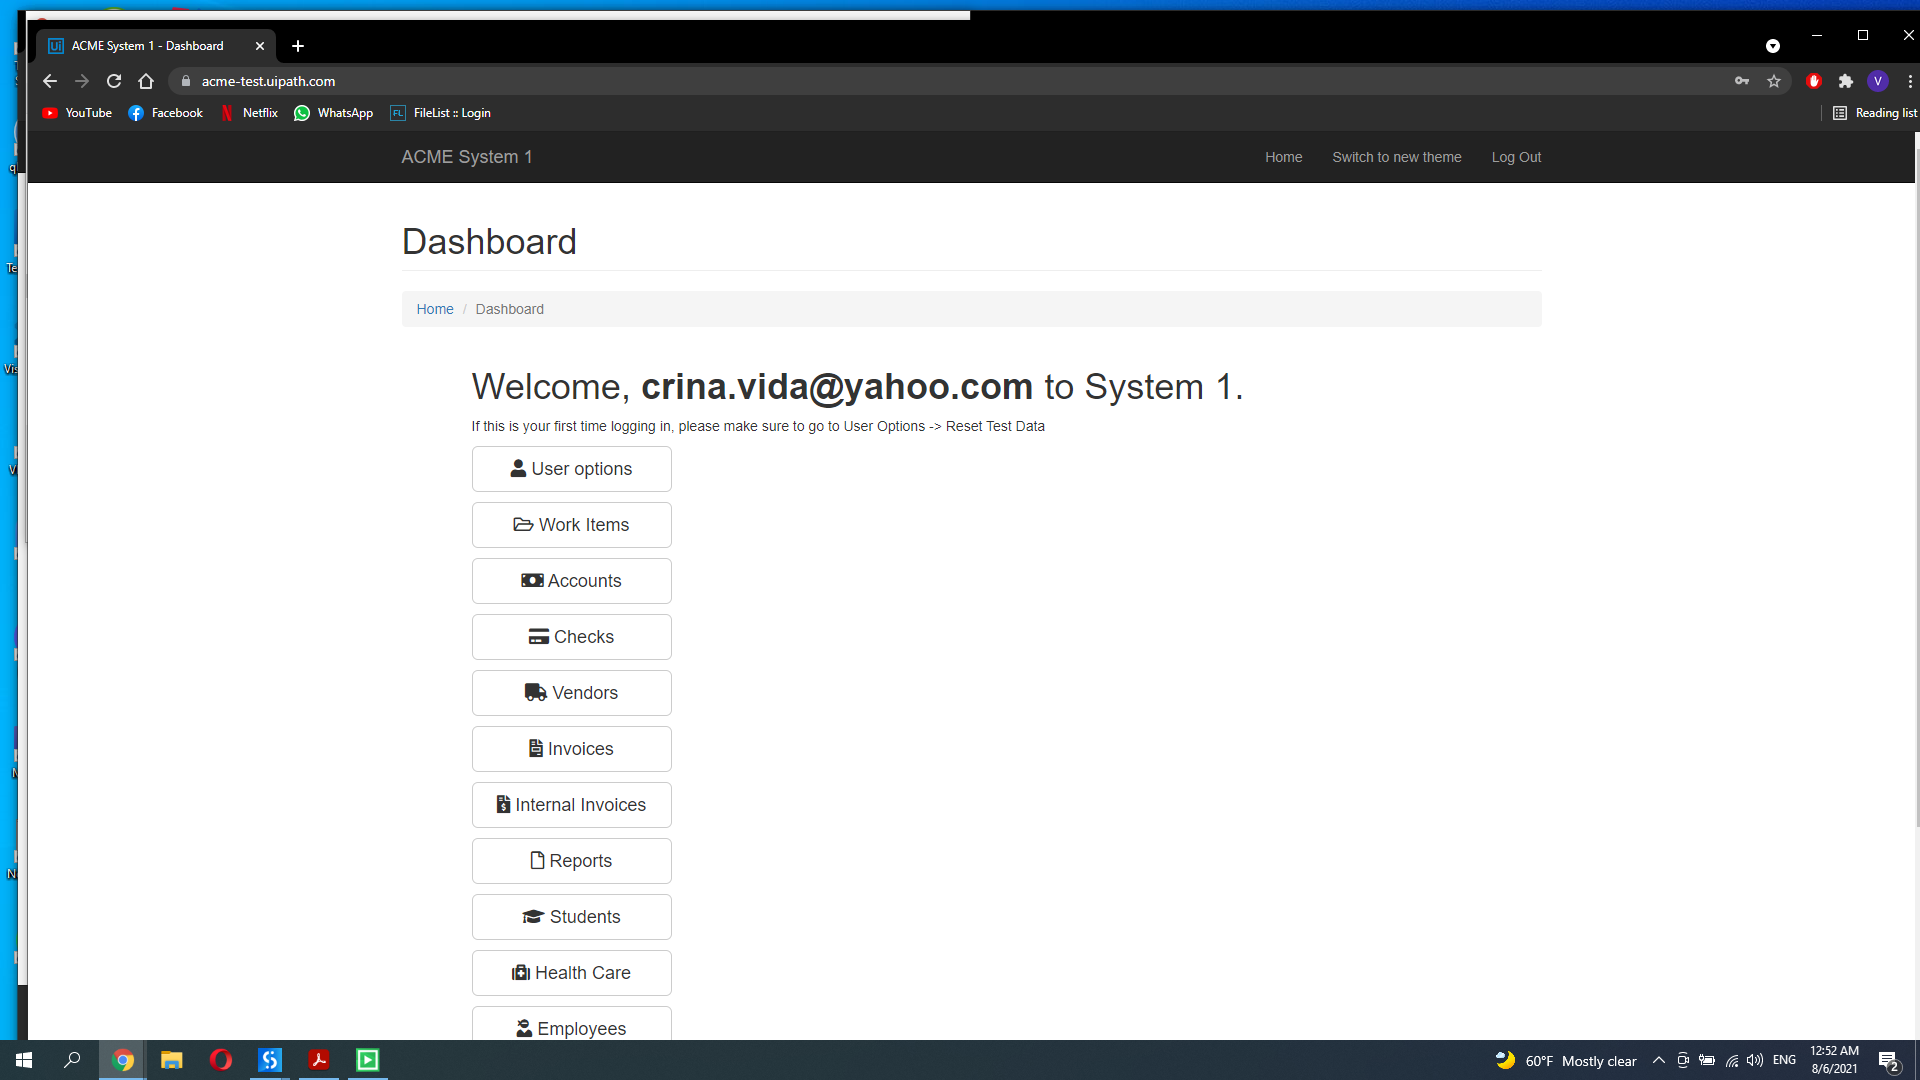 ACME System 1 - Dashboard
acme-test.uipath.com
V
YouTube
Facebook
Netflix
WhatsApp
FL
FileList :: Login
Reading list
ACME System 1
Home
Switch to new theme
Log Out
Dashboard
Home / Dashboard
Welcome, crina.vida@yahoo.com to System 1.
If this is your first time logging in, please make sure to go to User Options -> Reset Test Data
User options
Work Items
Accounts
Checks
Vendors
Invoices
Internal Invoices
Reports
Students
Health Care
Employees
60°F Mostly clear
ENG
12:52 AM
8/6/2021
2